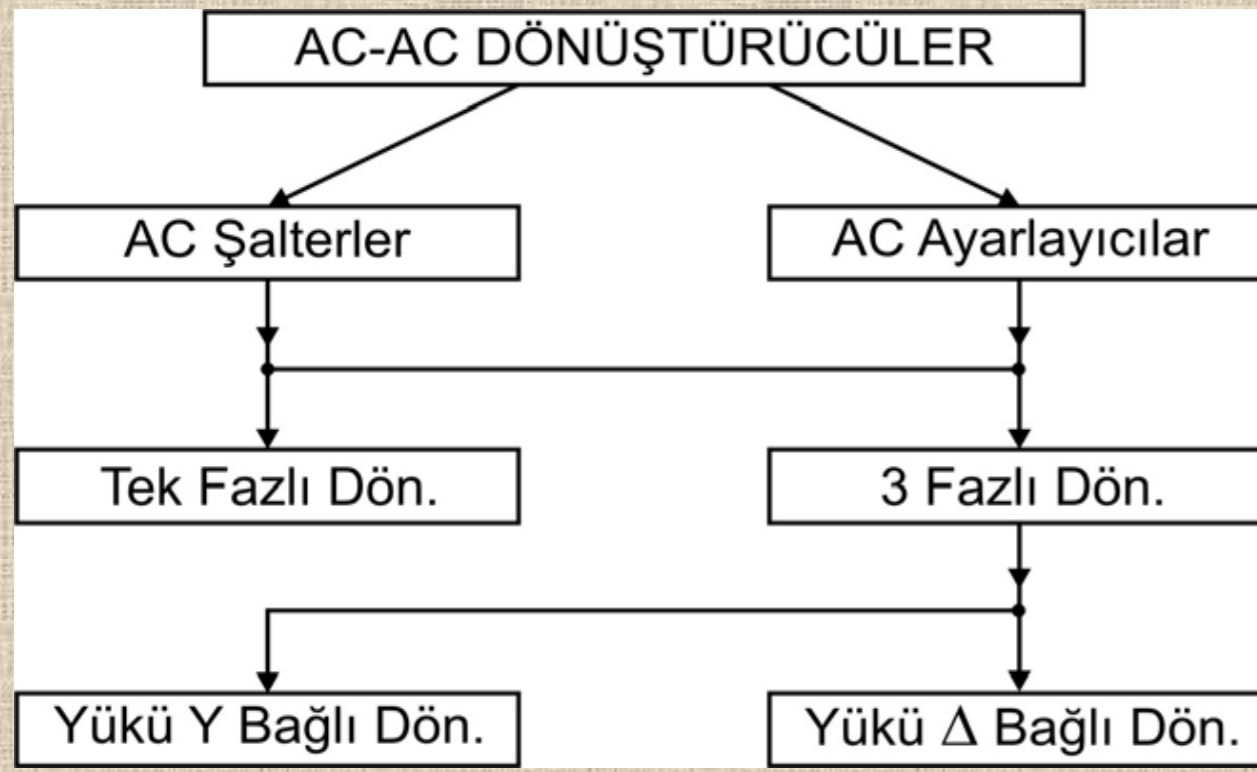 AC-AC DÖNÜŞTÜRÜCÜLER
AC Şalterler
AC Ayarlayıcılar
Tek Fazlı Dön.
3 Fazlı Dön.
Yükü Y Bağlı Dön.
Yükü Δ Bağlı Dön.